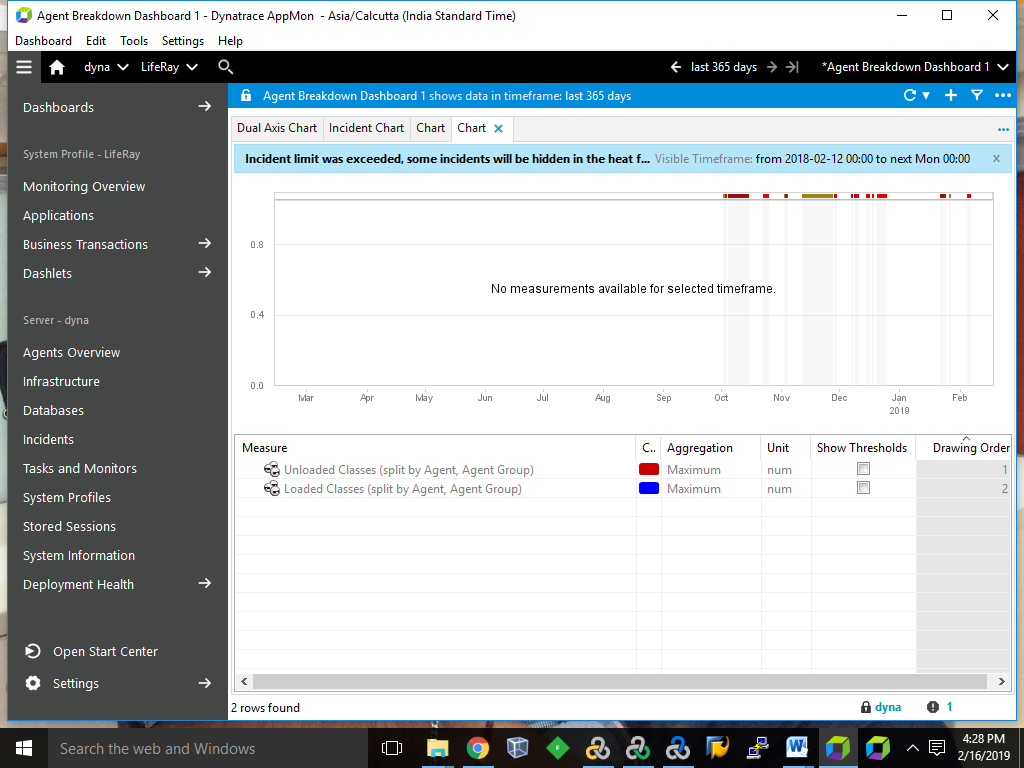 Agent Breakdown Dashboard 1 - Dynatrace AppMon - Asia/Calcutta (India Standard Time)
Dashboard Edit Tools Settings Help
dyna LifeRay last 365 days *Agent Breakdown Dashboard 1
Dashboards
System Profile - LifeRay
Monitoring Overview
Applications
Business Transactions
Dashlets
Server - dyna
Agents Overview
Infrastructure
Databases
Incidents
Tasks and Monitors
System Profiles
Stored Sessions
System Information
Deployment Health
Open Start Center
Settings
Agent Breakdown Dashboard 1 shows data in timeframe: last 365 days
Dual Axis Chart Incident Chart Chart Chart
Incident limit was exceeded, some incidents will be hidden in the heat f... Visible Timeframe: from 2018-02-12 00:00 to next Mon 00:00
0.8
No measurements available for selected timeframe.
0.4
0.0
Mar Apr May Jun Jul Aug Sep Oct Nov Dec Jan Feb
2019
Measure C.. Aggregation Unit Show Thresholds Drawing Order
Unloaded Classes (split by Agent, Agent Group) Maximum num 1
Loaded Classes (split by Agent, Agent Group) Maximum num 2
2 rows found dyna 1
Search the web and Windows
4:28 PM
2/16/2019